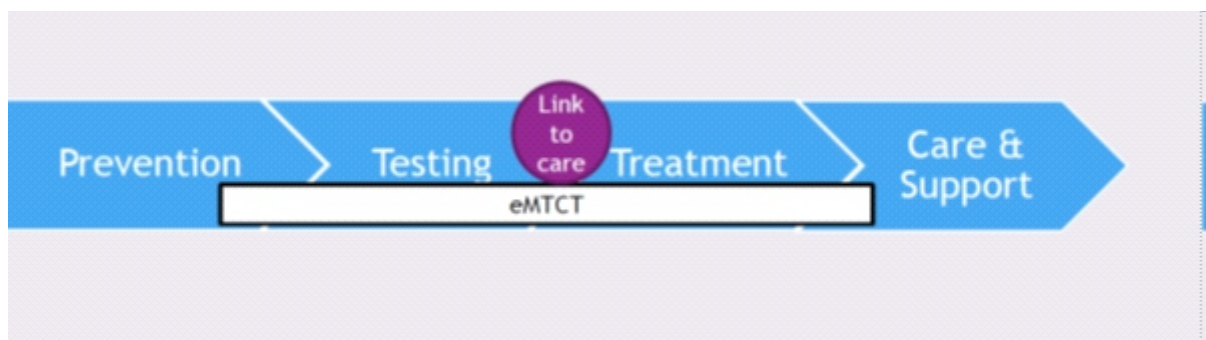 Prevention
Testing
Link
to
care
Treatment
Care &
Support
eMTCT